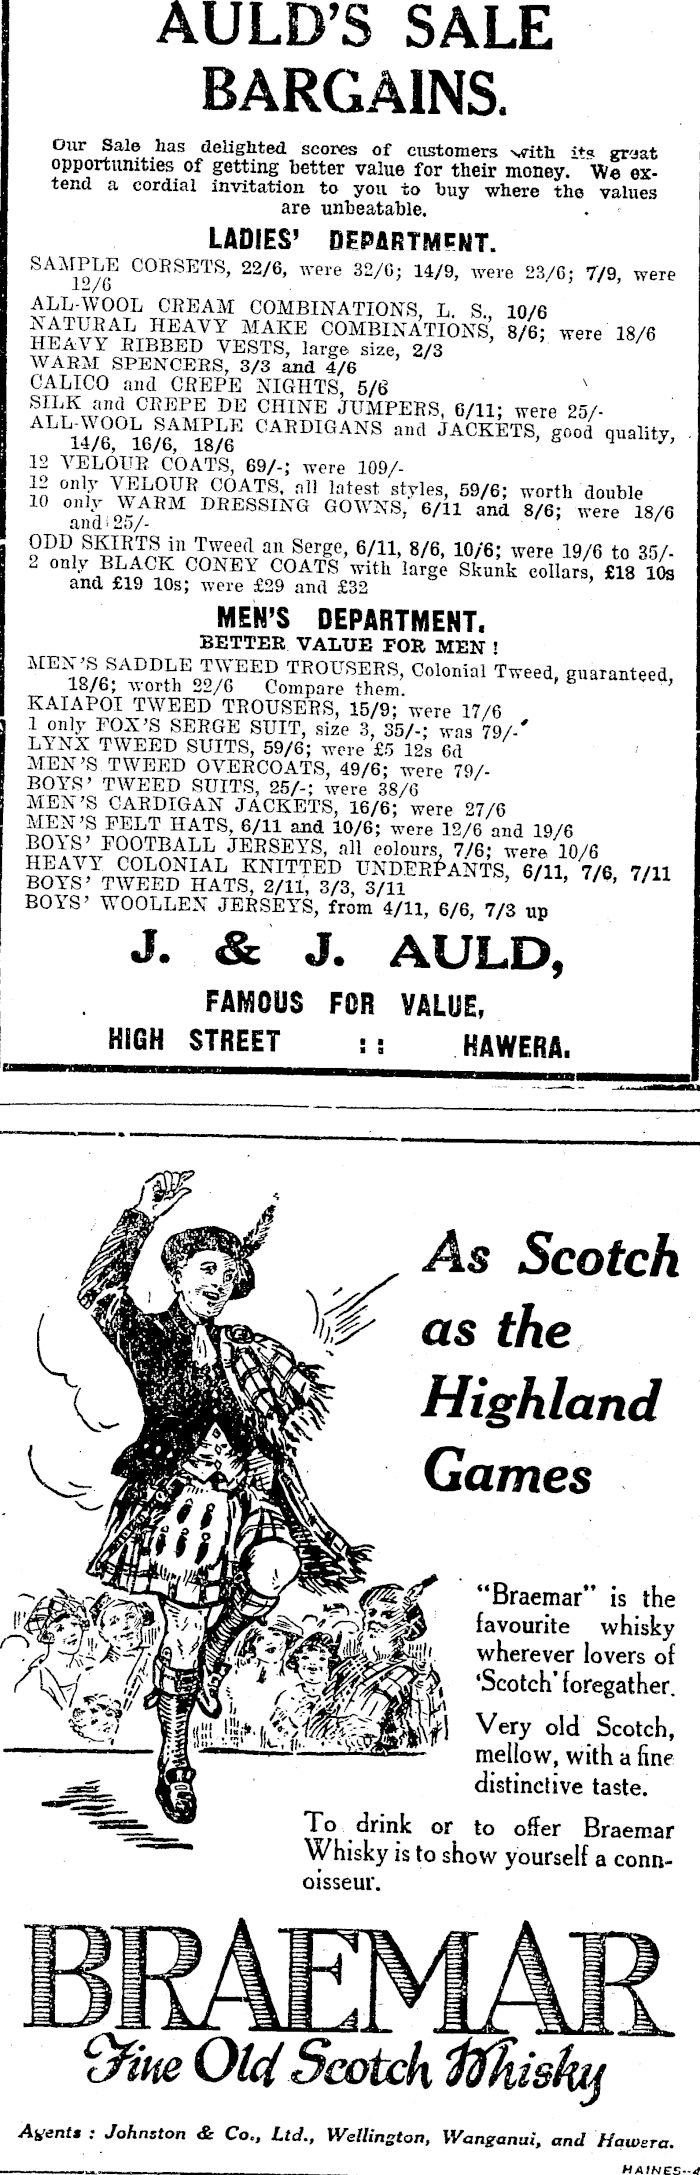 AULD'S SALE
BARGAINS.
Our Sale has delighted scores of customers with its great
opportunities of getting better value for their money. We ex-
tend a cordial invitation to you to buy where the values
are unbeatable.
LADIES' DEPARTMENT.
SAMPLE CORSETS, 22/6, were 32/6; 14/9, were 23/6; 7/9, were
12/6
ALL-WOOL CREAM COMBINATIONS, L. S., 10/6
NATURAL HEAVY MAKE COMBINATIONS, 8/6; were 18/6
HEAVY RIBBED VESTS, large size, 2/3
WARM SPENCERS, 3/3 and 4/6
CALICO and CREPE NIGHTS, 5/6
SILK and CREPE DE CHINE JUMPERS, 6/11; were 25/-
ALL-WOOL SAMPLE CARDIGANS and JACKETS, good quality,
14/6, 16/6, 18/6
12 VELOUR COATS, 69/-; were 109/-
12 only VELOUR COATS, all latest styles, 59/6; worth double
10 only WARM DRESSING GOWNS, 6/11 and 8/6; were 18/6
and 25/-
ODD SKIRTS in Tweed an Serge, 6/11, 8/6, 10/6; were 19/6 to 35/-
2 only BLACK CONEY COATS with large Skunk collars, £18 10s
and £19 10s; were £29 and £32
MEN'S DEPARTMENT.
BETTER VALUE FOR MEN!
MEN'S SADDLE TWEED TROUSERS, Colonial Tweed, guaranteed,
18/6; worth 22/6 Compare them.
KAIAPOI TWEED TROUSERS, 15/9; were 17/6
1 only FOX'S SERGE SUIT, size 3, 35/-; was 79/-
LYNX TWEED SUITS, 59/6; were £5 12s 6d
MEN'S TWEED OVERCOATS, 49/6; were 79/-
BOYS' TWEED SUITS, 25/-; were 38/6
MEN'S CARDIGAN JACKETS, 16/6; were 27/6
MEN'S FELT HATS, 6/11 and 10/6; were 12/6 and 19/6
BOYS' FOOTBALL JERSEYS, all colours, 7/6; were 10/6
HEAVY COLONIAL KNITTED UNDERPANTS, 6/11, 7/6, 7/11
BOYS' TWEED HATS, 2/11, 3/3, 3/11
BOYS' WOOLLEN JERSEYS, from 4/11, 6/6, 7/3 up
J. & J. AULD,
FAMOUS FOR VALUE,
HIGH STREET :: HAWERA.
As Scotch
as the
Highland
Games
"Braemar" is the
favourite whisky
wherever lovers of
'Scotch' foregather.
Very old Scotch,
mellow, with a fine
distinctive taste.
To drink or to offer Braemar
Whisky is to show yourself a conn-
oisseur.
BRAEMAR
Fine Old Scotch Whisky
Agents: Johnston & Co., Ltd., Wellington, Wanganui, and Hawera.
HAINES--4